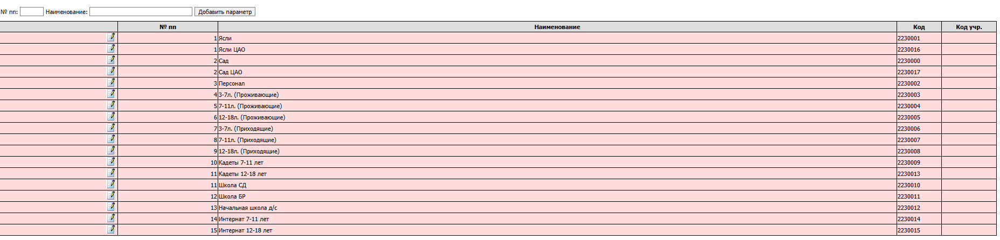 № пп: Наименование: Добавить параметр
№ пп Наименование Код Код учр.
1 Ясли 2230001
1 Ясли ЦАО 2230016
2 Сад 2230000
2 Сад ЦАО 2230017
3 Персонал 2230002
4 3-7л. (Проживающие) 2230003
5 7-11л. (Проживающие) 2230004
6 12-18л. (Проживающие) 2230005
7 3-7л. (Приходящие) 2230006
8 7-11л. (Приходящие) 2230007
9 12-18л. (Приходящие) 2230008
10 Кадеты 7-11 лет 2230009
11 Кадеты 12-18 лет 2230013
11 Школа СД 2230010
12 Школа БР 2230011
13 Начальная школа д/с 2230012
14 Интернат 7-11 лет 2230014
15 Интернат 12-18 лет 2230015